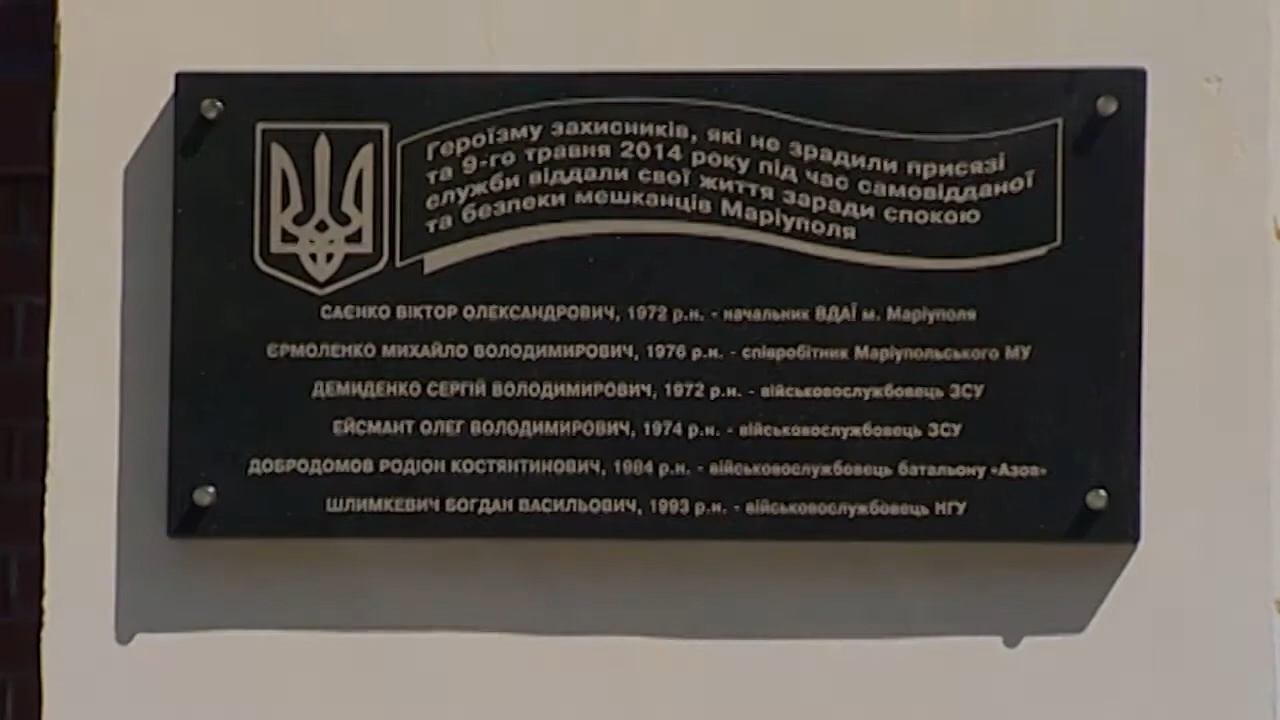 Героїзму захисників, які не зрадили присязі
та 9-го травня 2014 року під час самовідданої
служби віддали свої життя заради спокою
та безпеки мешканців Маріуполя
САЄНКО ВІКТОР ОЛЕКСАНДРОВИЧ, 1972 р.н. - начальник ВДАЇ м. Маріуполя
ЄРМОЛЕНКО МИХАЙЛО ВОЛОДИМИРОВИЧ, 1976 р.н. - співробітник Маріупольського МУ
ДЕМИДЕНКО СЕРГІЙ ВОЛОДИМИРОВИЧ, 1972 р.н. - військовослужбовець ЗСУ
ЕЙСМАНТ ОЛЕГ ВОЛОДИМИРОВИЧ, 1974 р.н. - військовослужбовець ЗСУ
ДОБРОДОМОВ РОДІОН КОСТЯНТИНОВИЧ, 1984 р.н. - військовослужбовець батальону «Азов»
ШЛИМКЕВИЧ БОГДАН ВАСИЛЬОВИЧ, 1993 р.н. - військовослужбовець НГУ